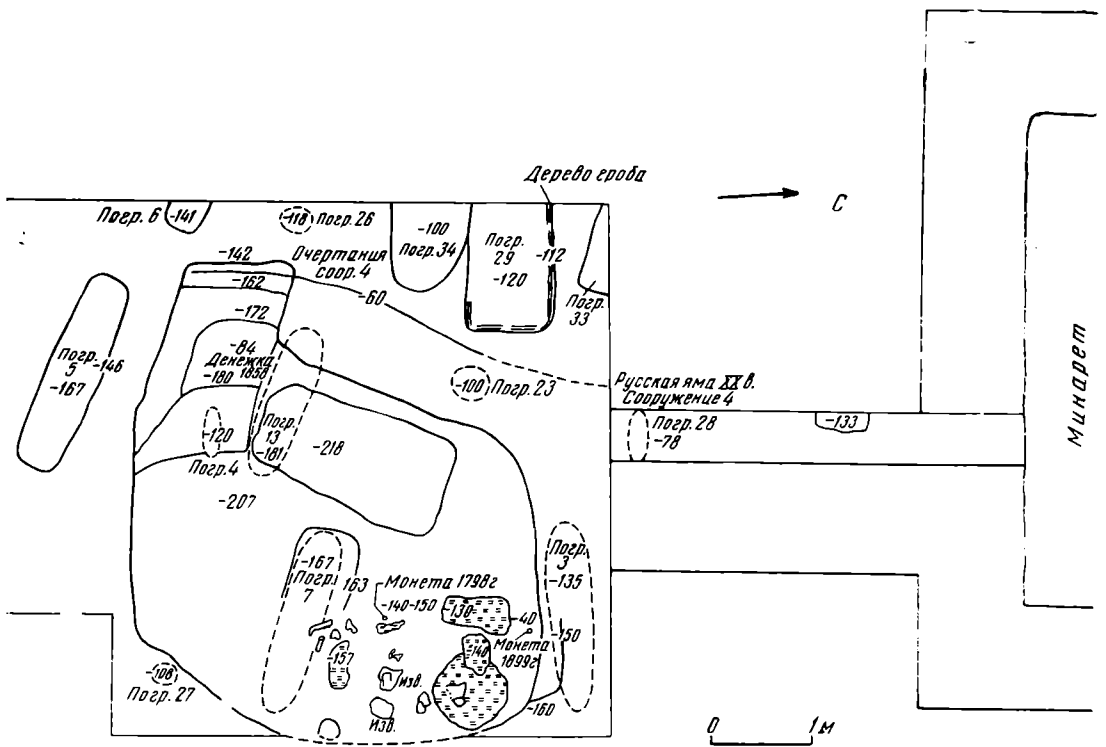 Дерево гроба
С
Погр. 6
-141
-118
Погр. 26
-100
Погр. 34
Погр.
29
-120
-112
Погр.
33
-142
Очертания
соор. 4
-162
-60
-172
Погр.
5
-146
-167
-84
Денежка
-180 1858
-100
Погр. 23
Русская яма XX в.
Сооружение 4
Погр. 28
-78
-133
Минарет
-120
Погр. 4
Погр.
13
-181
-218
-207
-167
Погр.
7
163
Монета 1798г
-140-150
-130
-40
Монета
1899г
Погр.
3
-135
-150
-157
-140
Изв.
Изв.
-160
-108
Погр. 27
0 1 м